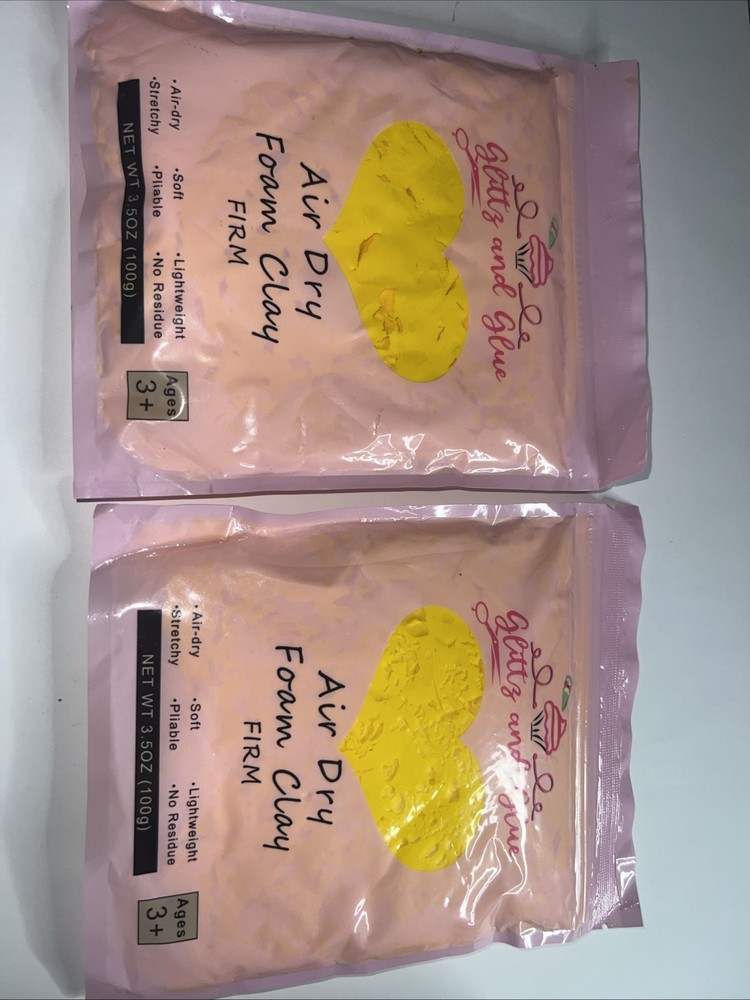 Glittz and Glue
Air Dry
Foam Clay
FIRM
•Air-dry •Soft •Lightweight
•Stretchy •Pliable •No Residue
NET WT 3.5OZ (100g)
Ages
3+
Glittz and Glue
Air Dry
Foam Clay
FIRM
•Air-dry •Soft •Lightweight
•Stretchy •Pliable •No Residue
NET WT 3.5OZ (100g)
Ages
3+